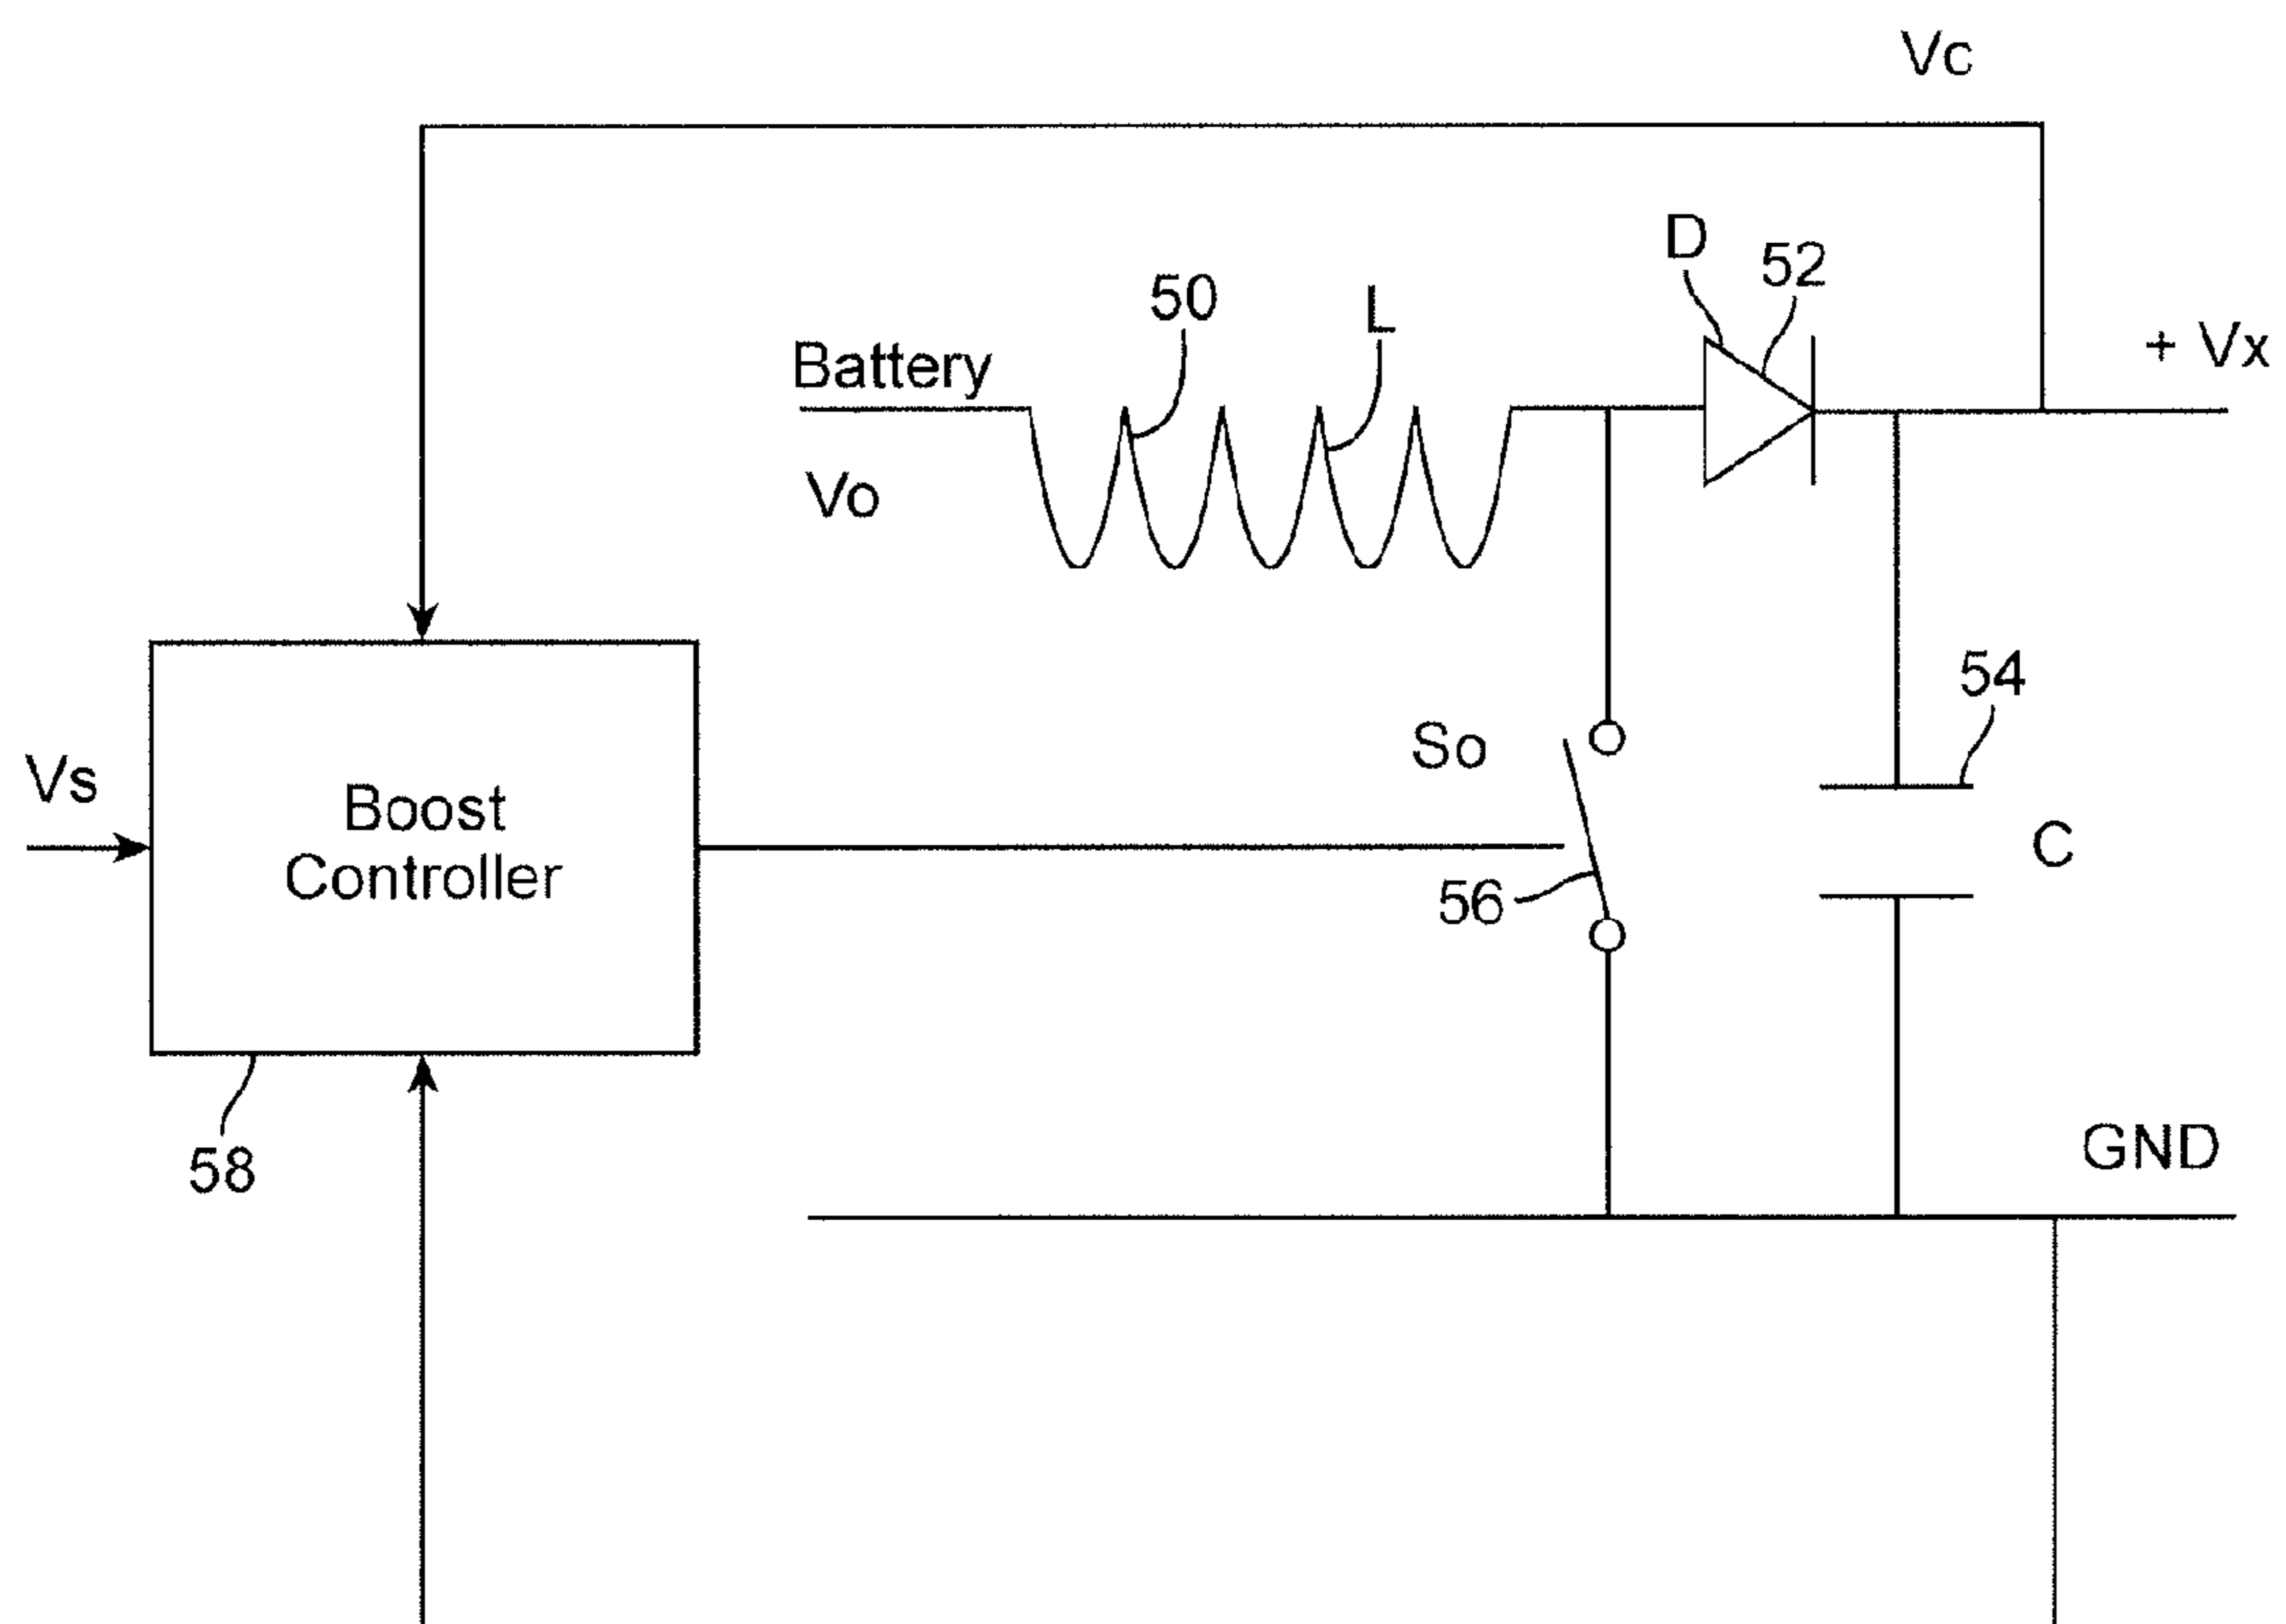 Vc
D
52
50
L
+ Vx
Battery
Vo
54
So
Vs
Boost
Controller
C
56
GND
58